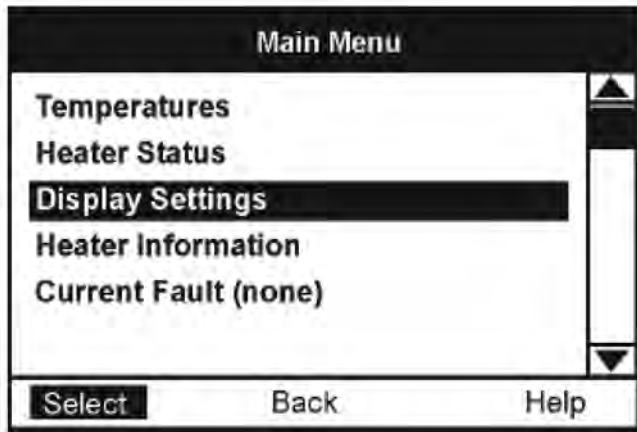 Main Menu
Temperatures
Heater Status
Display Settings
Heater Information
Current Fault (none)
Select Back Help